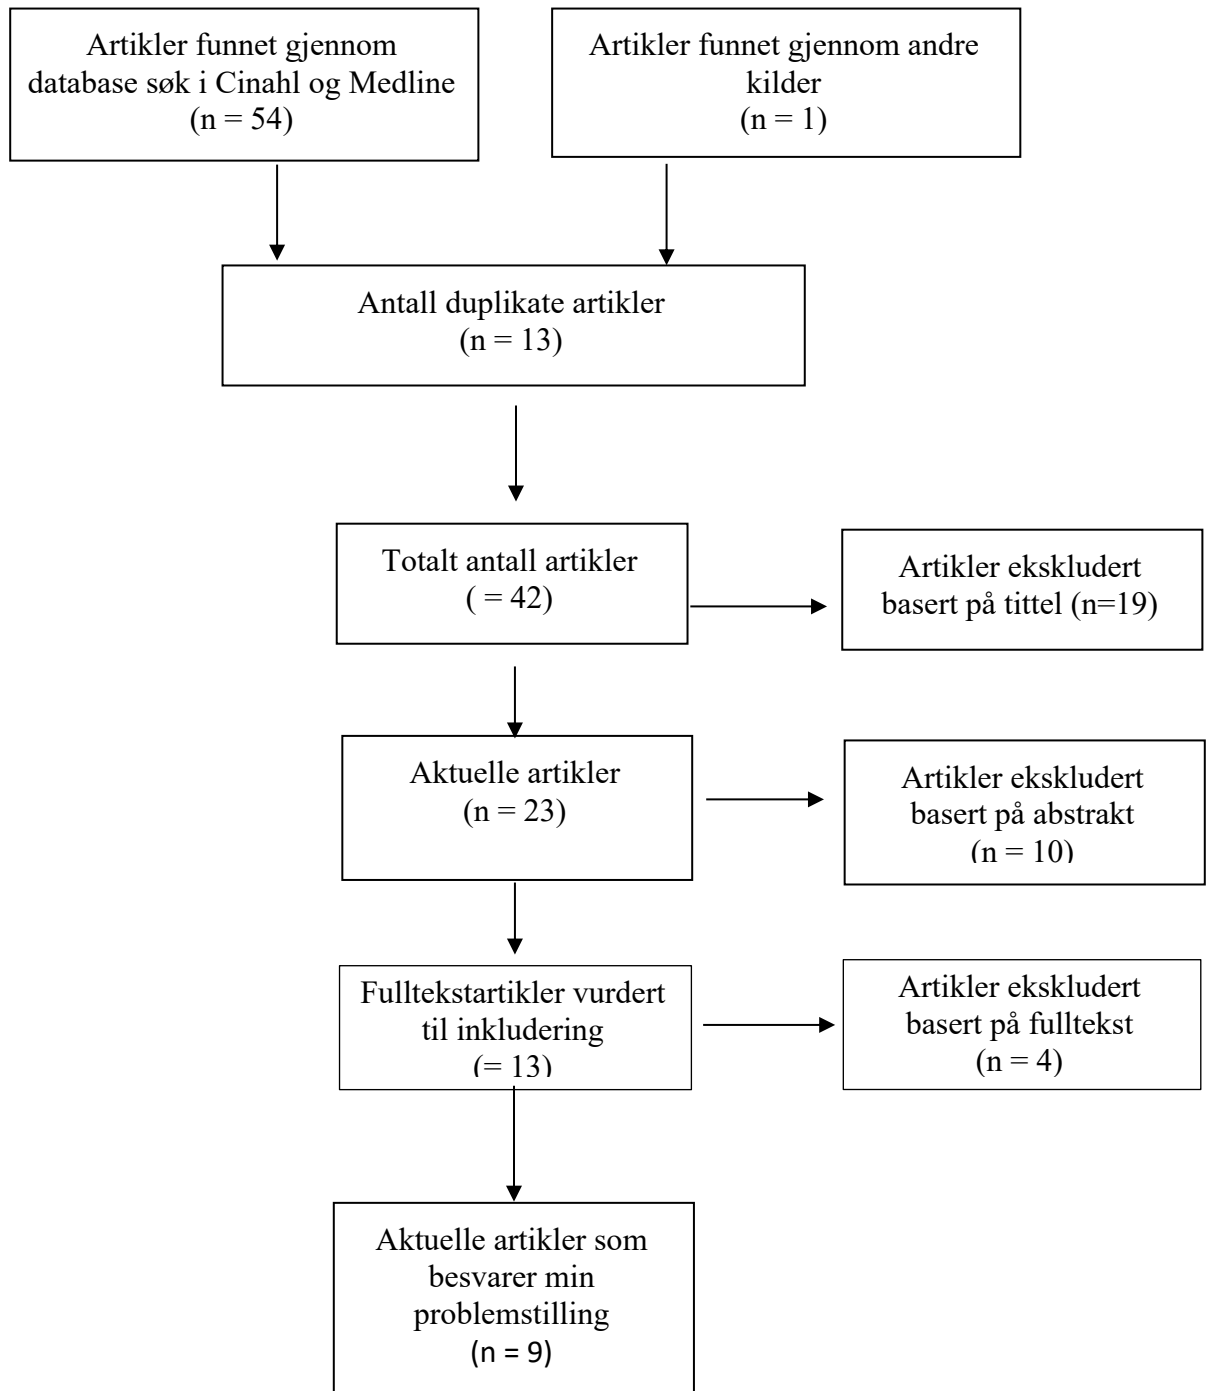 Artikler funnet gjennom
database søk i Cinahl og Medline
(n = 54)
Artikler funnet gjennom andre
kilder
(n = 1)
Antall duplikate artikler
(n = 13)
Totalt antall artikler
( = 42)
Artikler ekskludert
basert på tittel (n=19)
Aktuelle artikler
(n = 23)
Artikler ekskludert
basert på abstrakt
(n = 10)
Fulltekstartikler vurdert
til inkludering
(= 13)
Artikler ekskludert
basert på fulltekst
(n = 4)
Aktuelle artikler som
besvarer min
problemstilling
(n = 9)